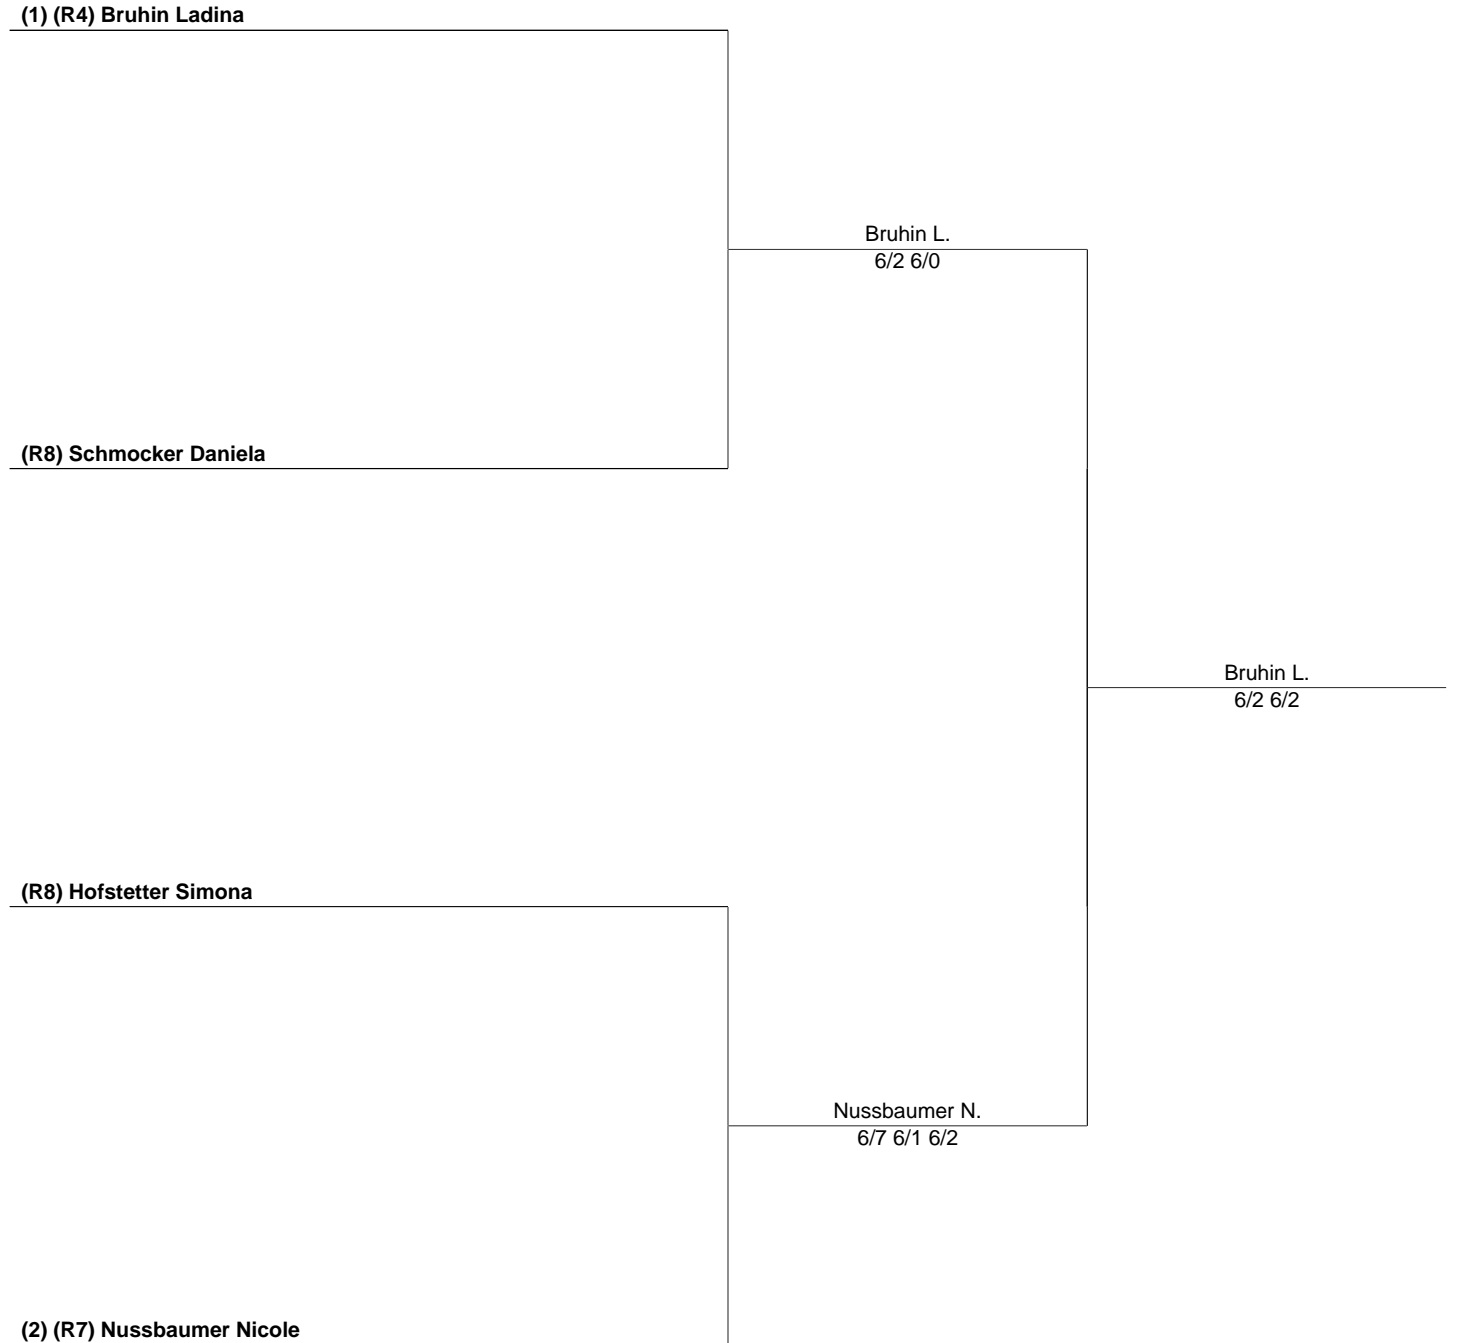 (1) (R4) Bruhin Ladina
Bruhin L.
6/2 6/0
(R8) Schmocker Daniela
Bruhin L.
6/2 6/2
(R8) Hofstetter Simona
Nussbaumer N.
6/7 6/1 6/2
(2) (R7) Nussbaumer Nicole